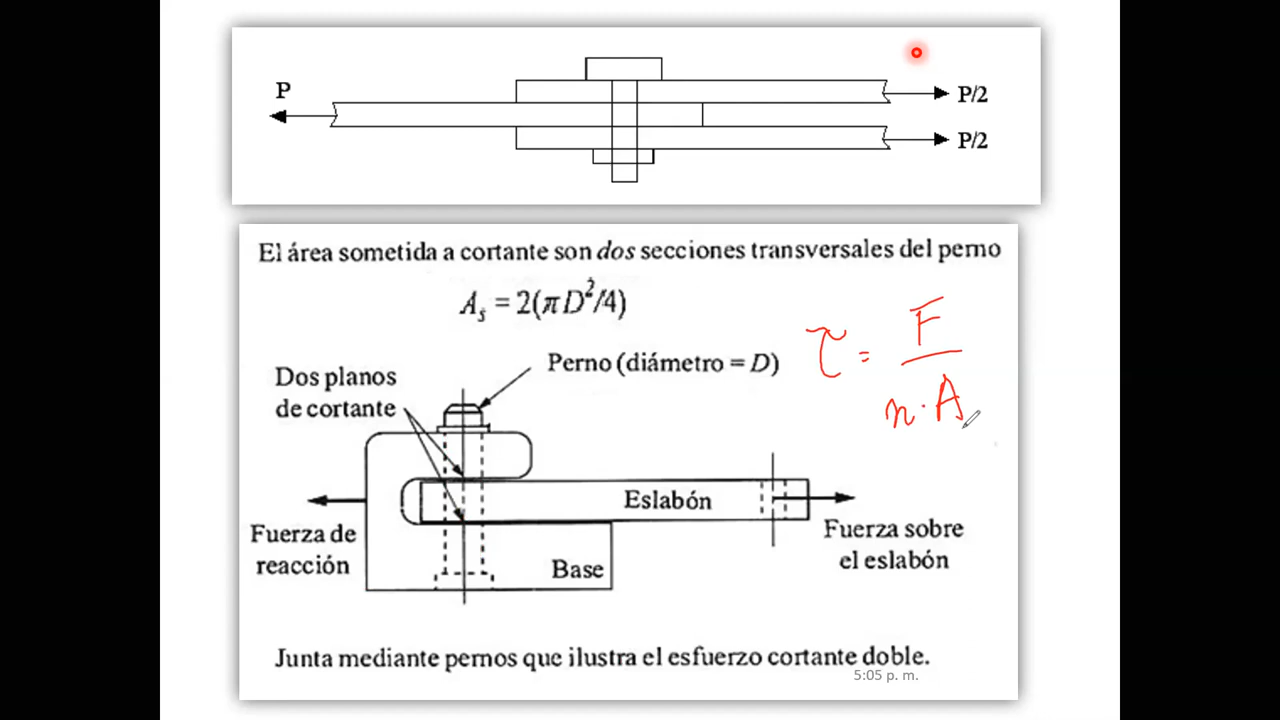 P
P/2
P/2
El área sometida a cortante son dos secciones transversales del perno
Aₛ = 2(πD²/4)
Perno (diámetro = D)
τ = F / n · A
Dos planos
de cortante
Eslabón
Fuerza de
reacción
Fuerza sobre
el eslabón
Base
Junta mediante pernos que ilustra el esfuerzo cortante doble.
5:05 p. m.